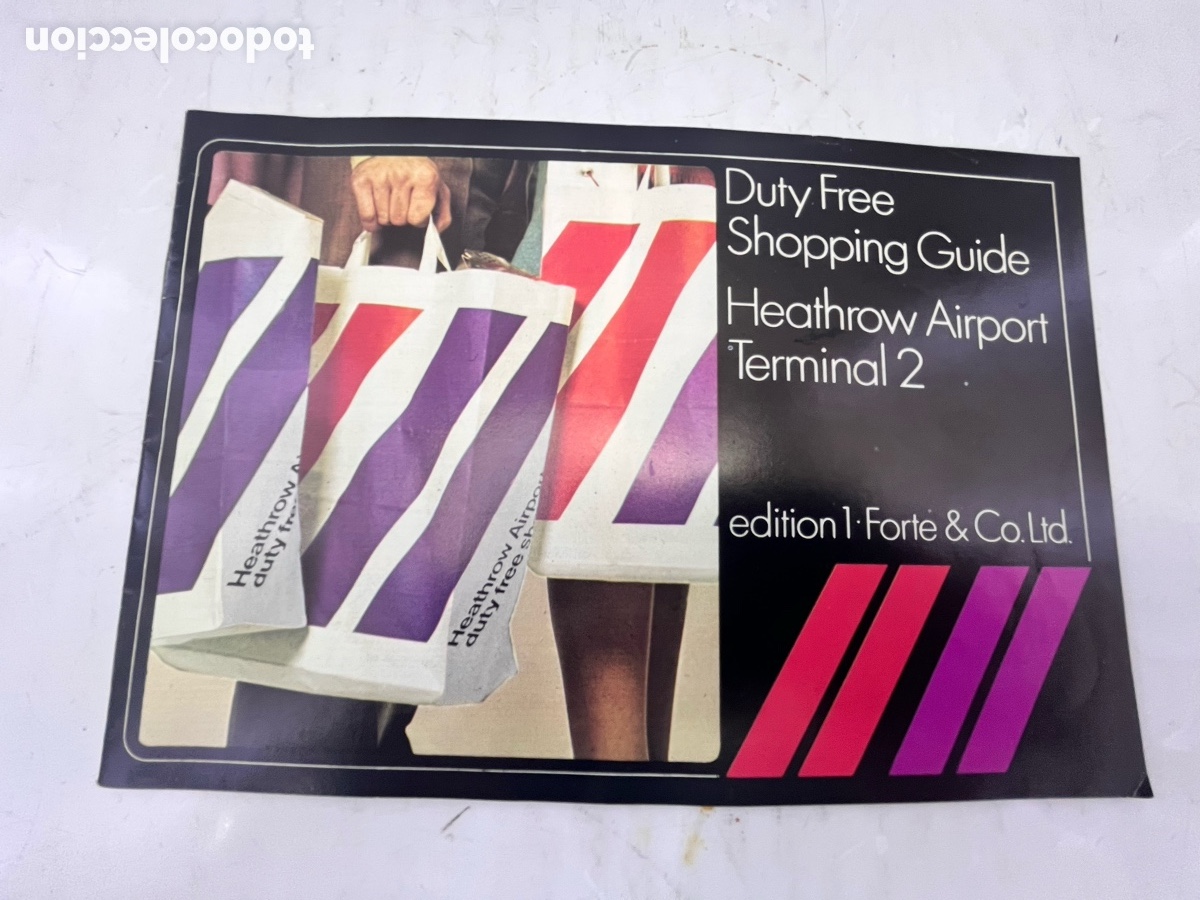 todocoleccion
Duty Free
Shopping Guide
Heathrow Airport
Terminal 2
edition 1 · Forte & Co. Ltd.
Heathrow A
duty free
Heathrow Airpo
duty free sh